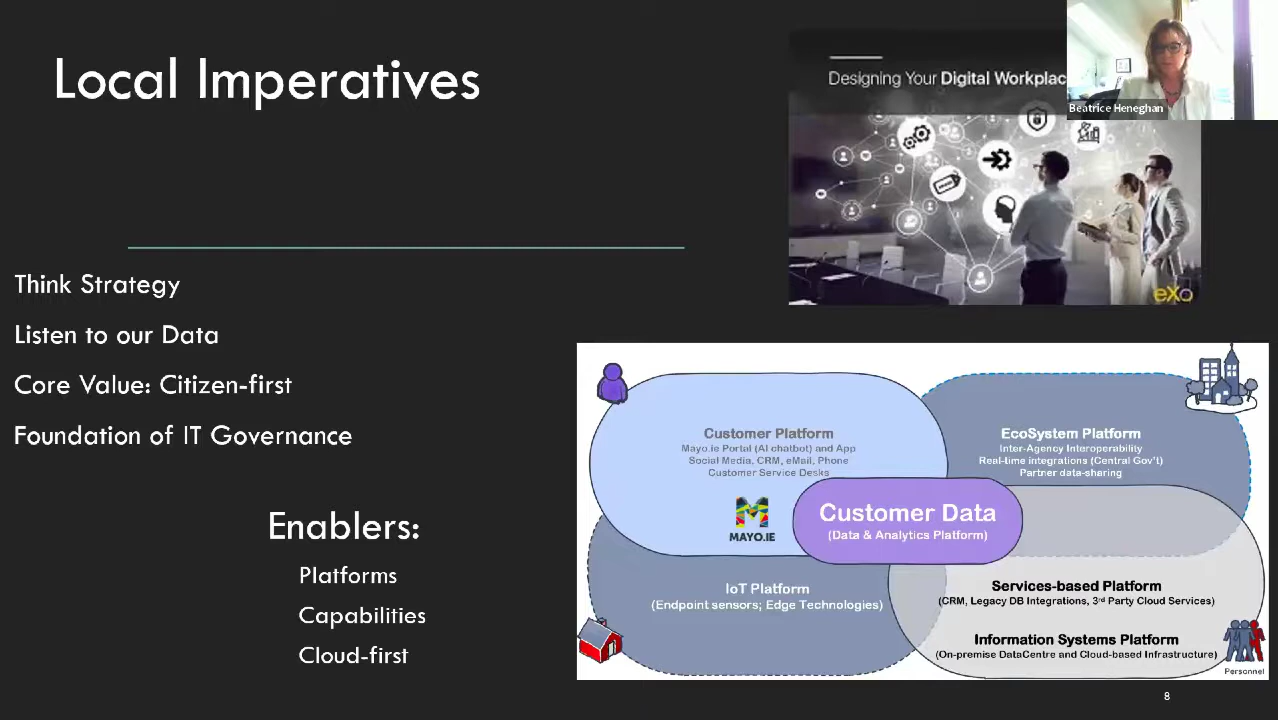 Local Imperatives
Designing Your Digital Workplac
Beatrice Heneghan
eXo
Think Strategy
Listen to our Data
Core Value: Citizen-first
Foundation of IT Governance
Enablers:
Platforms
Capabilities
Cloud-first
Customer Platform
Mayo.ie Portal (AI chatbot) and App
Social Media, CRM, eMail, Phone
Customer Service Desks
MAYO.IE
EcoSystem Platform
Inter-Agency Interoperability
Real-time integrations (Central Gov't)
Partner data-sharing
Customer Data
(Data & Analytics Platform)
IoT Platform
(Endpoint sensors; Edge Technologies)
Services-based Platform
(CRM, Legacy DB Integrations, 3rd Party Cloud Services)
Information Systems Platform
(On-premise DataCentre and Cloud-based Infrastructure)
Personnel
8